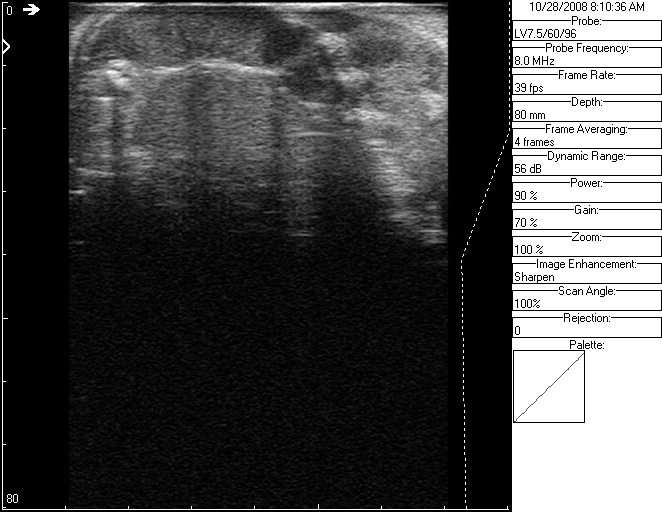 0
80
10/28/2008 8:10:36 AM
Probe:
LV7.5/60/96
Probe Frequency:
8.0 MHz
Frame Rate:
39 fps
Depth:
80 mm
Frame Averaging:
4 frames
Dynamic Range:
56 dB
Power:
90 %
Gain:
70 %
Zoom:
100 %
Image Enhancement:
Sharpen
Scan Angle:
100%
Rejection:
0
Palette: